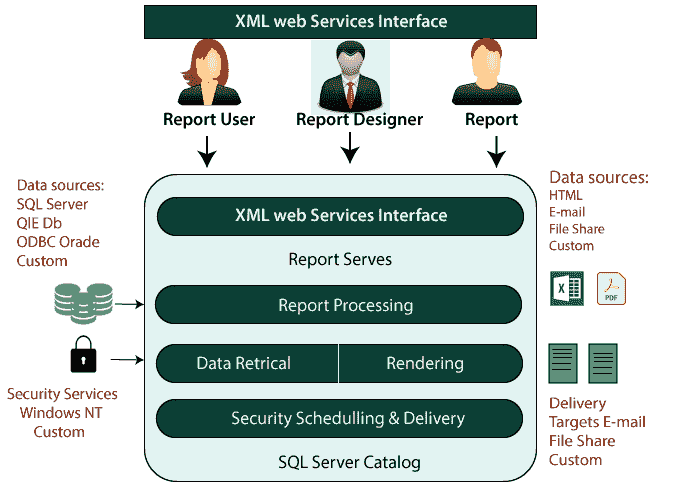 XML web Services Interface
Report User
Report Designer
Report
Data sources:
SQL Server
QIE Db
ODBC Orade
Custom
Security Services
Windows NT
Custom
XML web Services Interface
Report Serves
Report Processing
Data Retrical
Rendering
Security Schedulling & Delivery
SQL Server Catalog
Data sources:
HTML
E-mail
File Share
Custom
X
PDF
Delivery
Targets E-mail
File Share
Custom